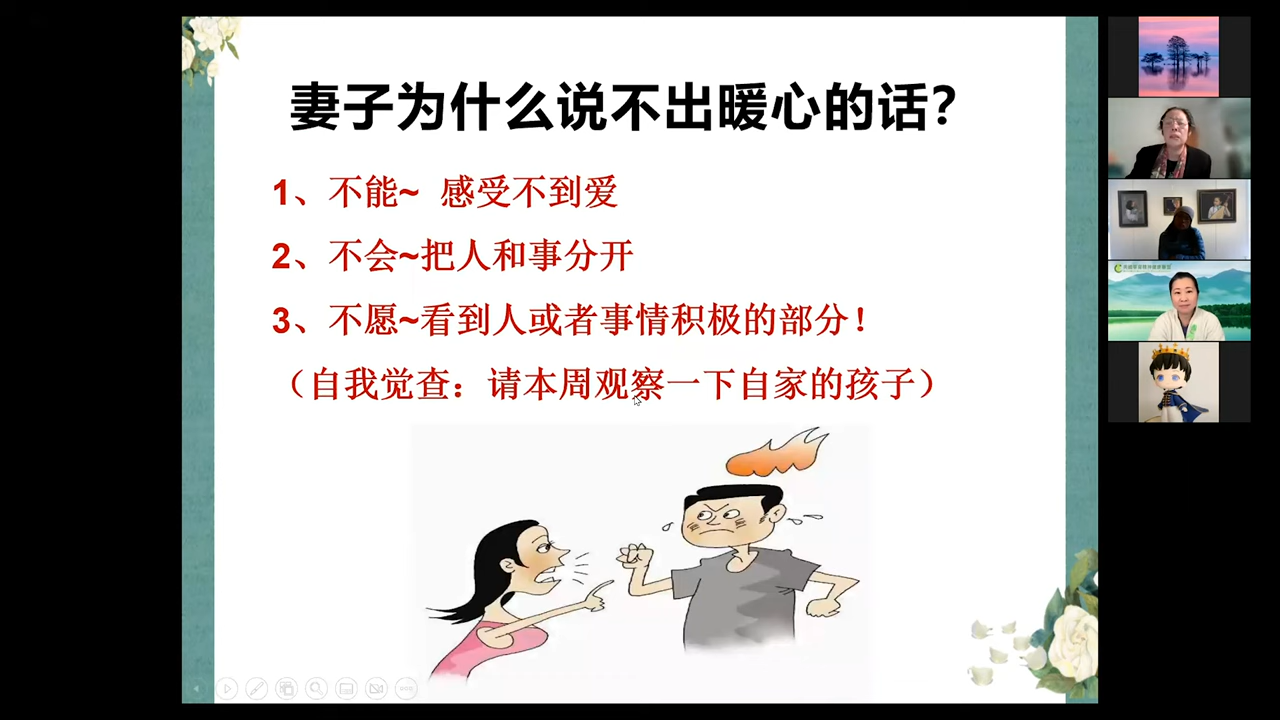 妻子为什么说不出暖心的话？
1、不能~ 感受不到爱
2、不会~把人和事分开
3、不愿~看到人或者事情积极的部分！
（自我觉查：请本周观察一下自家的孩子）